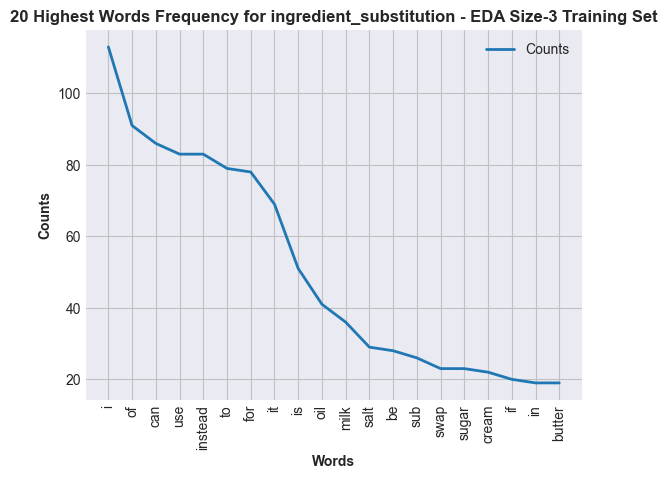 20 Highest Words Frequency for ingredient_substitution - EDA Size-3 Training Set
Counts
100
80
60
40
20
Counts
i
of
can
use
instead
to
for
it
is
oil
milk
salt
be
sub
swap
sugar
cream
if
in
butter
Words